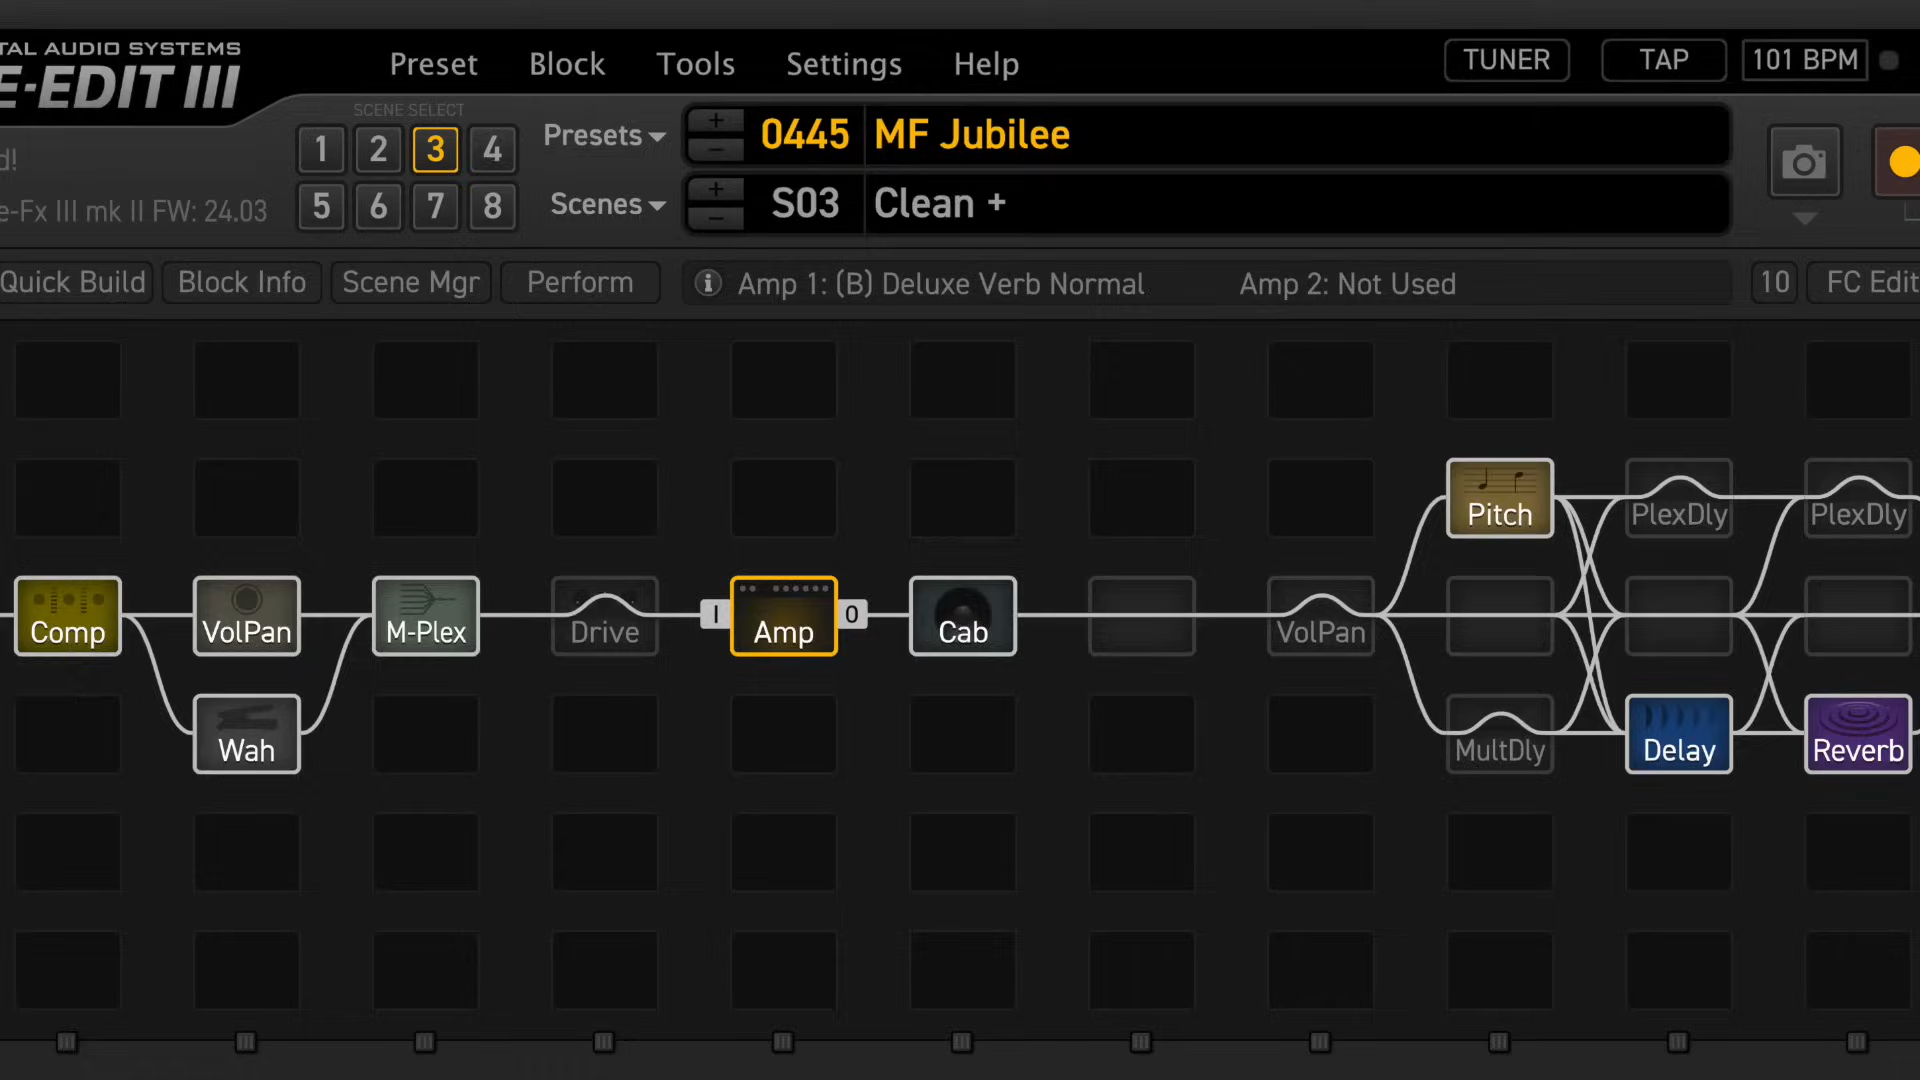 TAL AUDIO SYSTEMS
E-EDIT III
Preset Block Tools Settings Help
TUNER TAP 101 BPM
SCENE SELECT
1 2 3 4
5 6 7 8
Presets
+
−
0445 MF Jubilee
d!
e-Fx III mk II FW: 24.03
Scenes
+
−
S03 Clean +
Quick Build Block Info Scene Mgr Perform
i Amp 1: (B) Deluxe Verb Normal Amp 2: Not Used
10 FC Edit
Pitch PlexDly PlexDly
Comp VolPan M-Plex Drive I Amp O Cab VolPan
Wah MultDly Delay Reverb